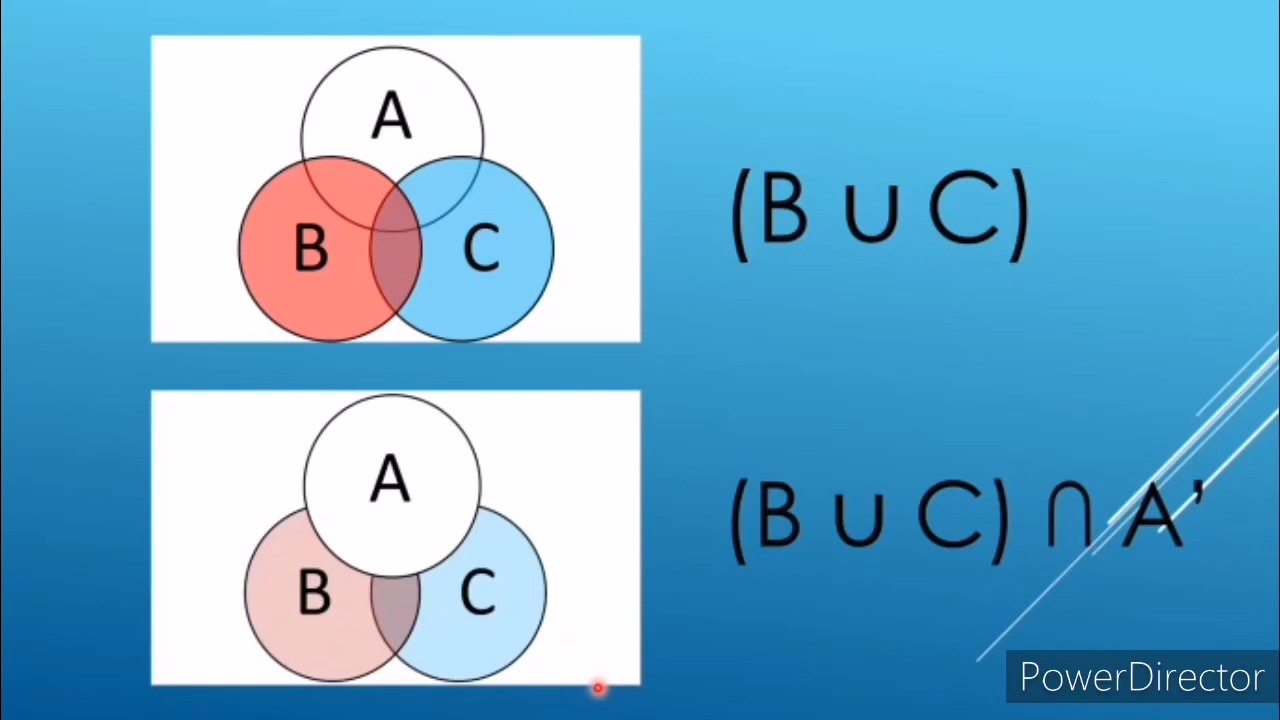 A
B C
(B ∪ C)
A
B C
(B ∪ C) ∩ A’
PowerDirector